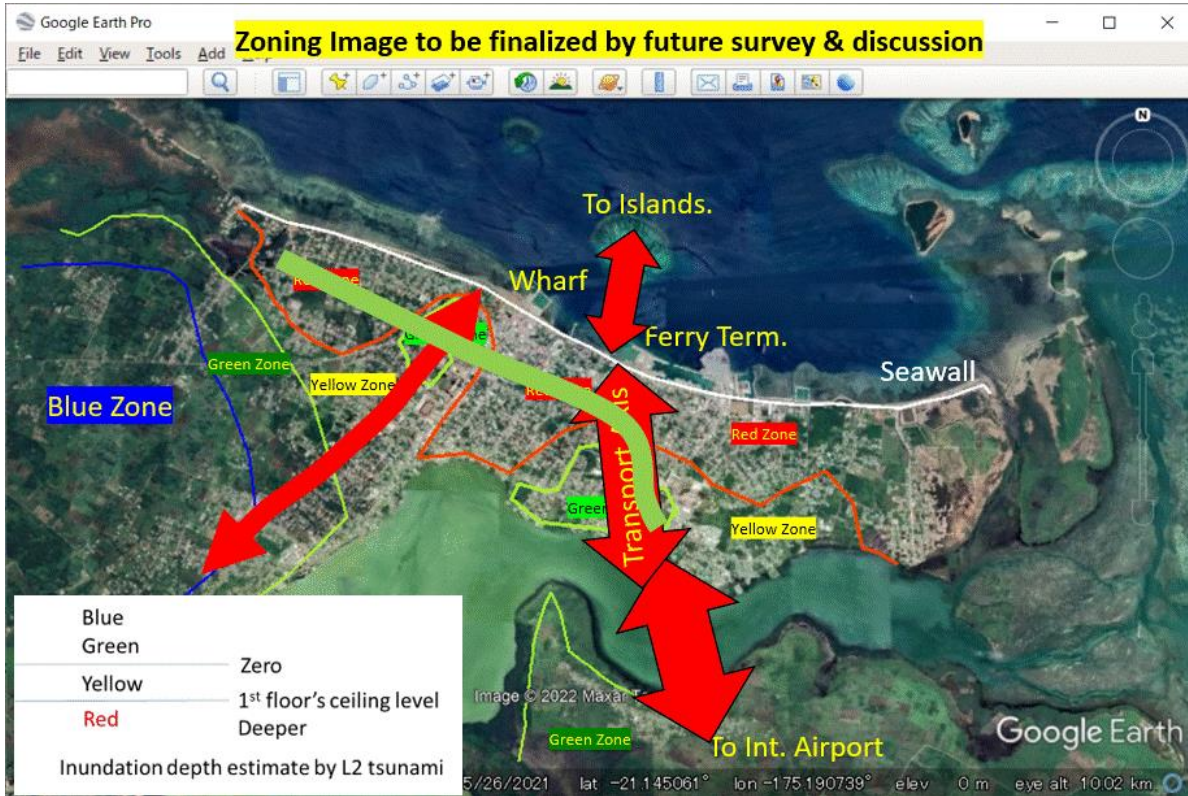 Google Earth Pro
Zoning Image to be finalized by future survey & discussion
File Edit View Tools Add
N
To Islands.
Wharf
Ferry Term.
Seawall
Red Zone
Green Zone
Yellow Zone
Blue Zone
Red Zone
Transport Axis
Green
Yellow Zone
Blue
Green
Zero
Yellow
1st floor's ceiling level
Red
Deeper
Inundation depth estimate by L2 tsunami
Image © 2022 Maxar
Green Zone
To Int. Airport
Google Earth
5/26/2021 lat -21.145061° lon -175.190739° elev 0 m eye alt 10.02 km